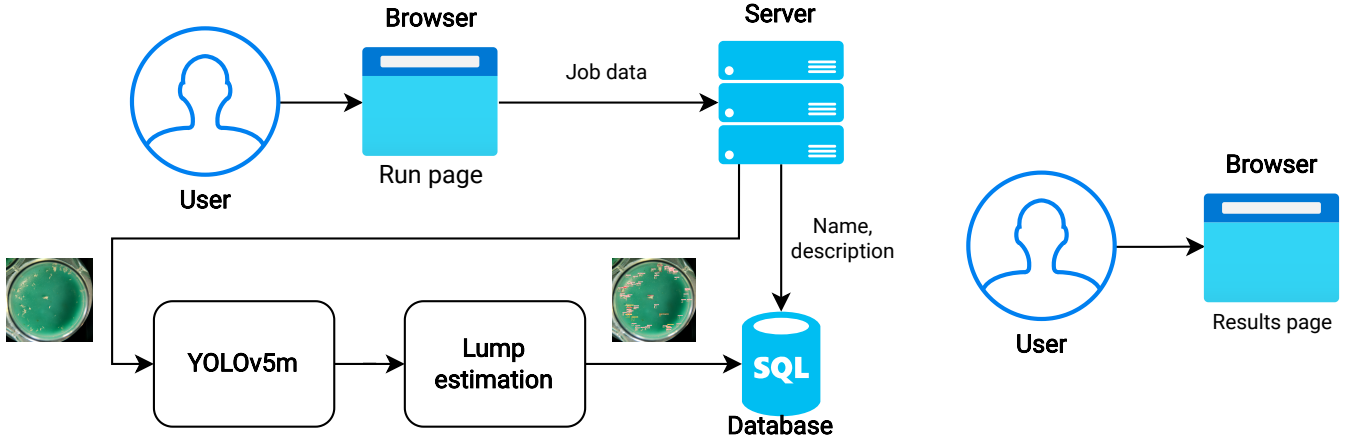 Browser
Server
Job data
Run page
User
Name,
description
YOLOv5m
Lump
estimation
SQL
Database
Browser
Results page
User